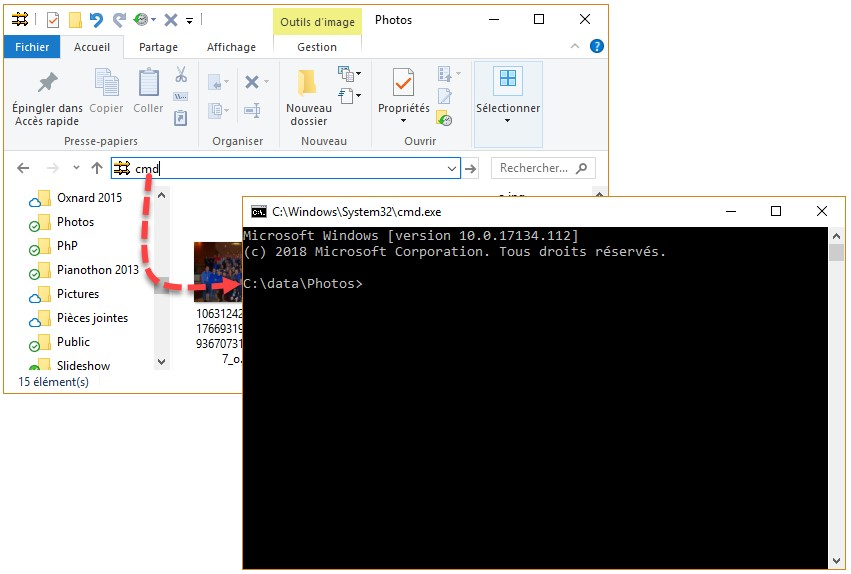 Outils d'image
Photos
Fichier
Accueil
Partage
Affichage
Gestion
Épingler dans
Accès rapide
Copier
Coller
Nouveau
dossier
Propriétés
Sélectionner
Presse-papiers
Organiser
Nouveau
Ouvrir
cmd
Rechercher...
Oxnard 2015
Photos
PhP
Pianothon 2013
Pictures
Pièces jointes
Public
Slideshow
10631242
17669319
93670731
7_o.
15 élément(s)
C:\Windows\System32\cmd.exe
Microsoft Windows [version 10.0.17134.112]
(c) 2018 Microsoft Corporation. Tous droits réservés.
C:\data\Photos>